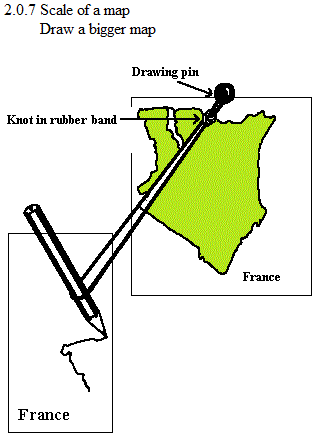 2.0.7 Scale of a map
Draw a bigger map
Drawing pin
Knot in rubber band
France
France